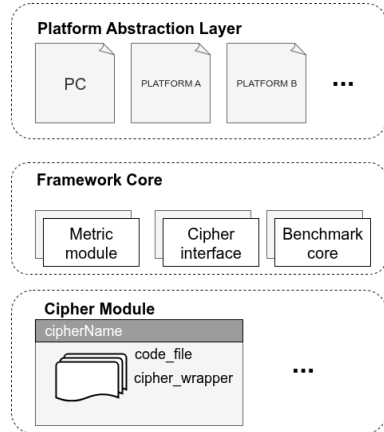 Platform Abstraction Layer
PC
PLATFORM A
PLATFORM B
...
Framework Core
Metric
module
Cipher
interface
Benchmark
core
Cipher Module
cipherName
code_file
cipher_wrapper
...